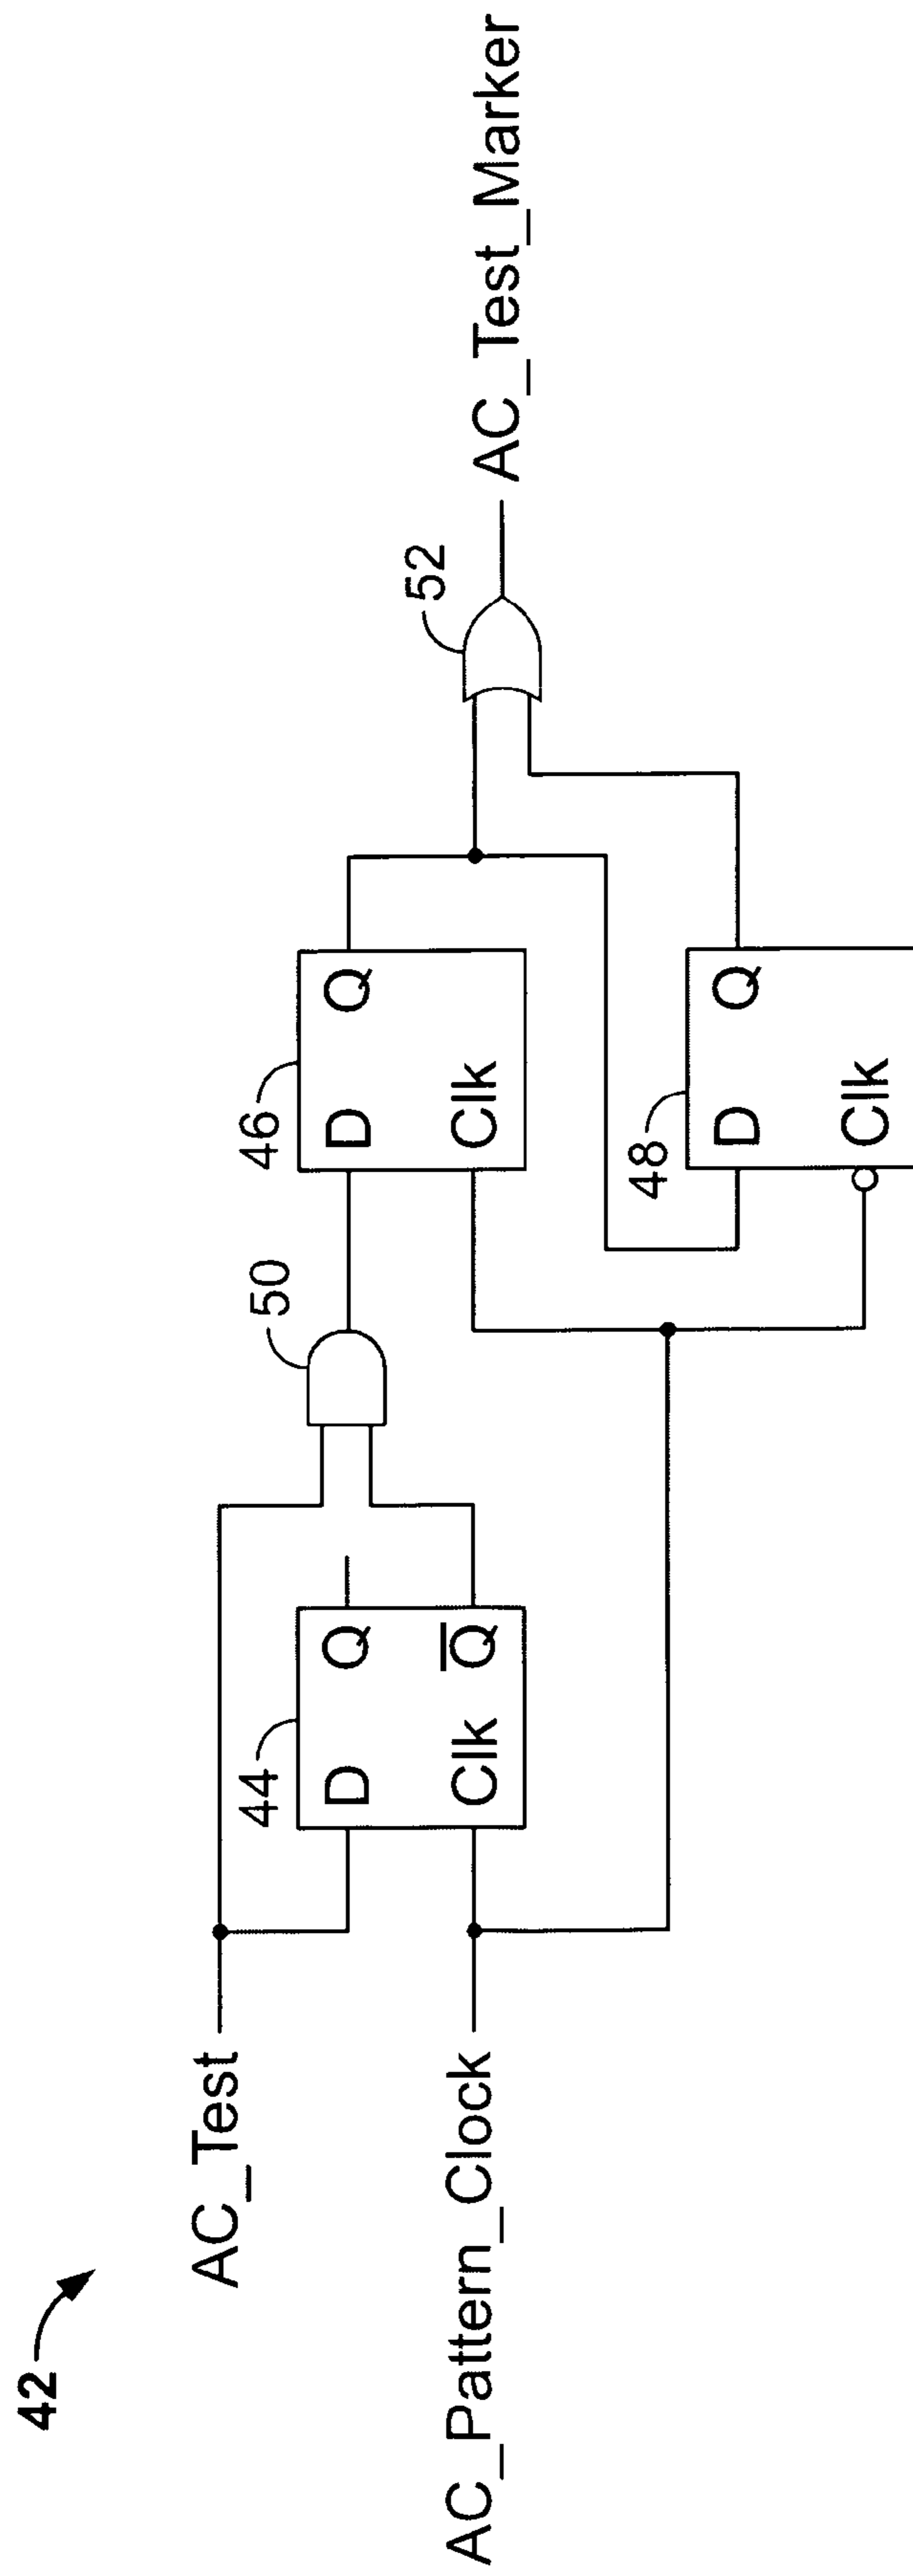 42
AC_Test
AC_Pattern_Clock
44
D Q
Clk Q̅
50
46
D Q
Clk
48
D Q
Clk
52
AC_Test_Marker